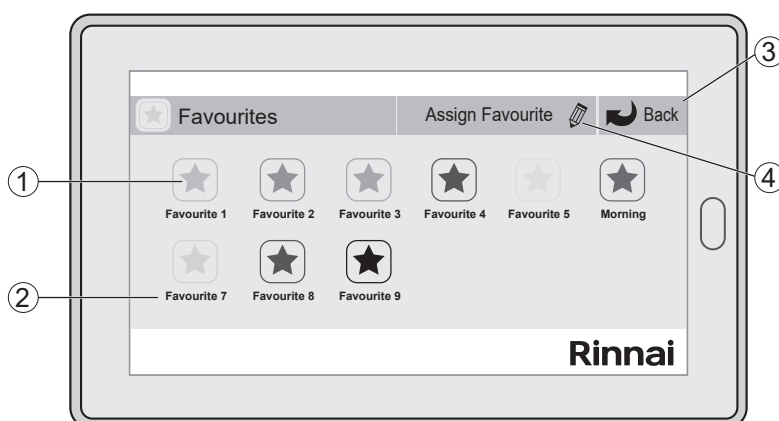 Favourites
Assign Favourite
Back
3
1
4
Favourite 1
Favourite 2
Favourite 3
Favourite 4
Favourite 5
Morning
2
Favourite 7
Favourite 8
Favourite 9
Rinnai